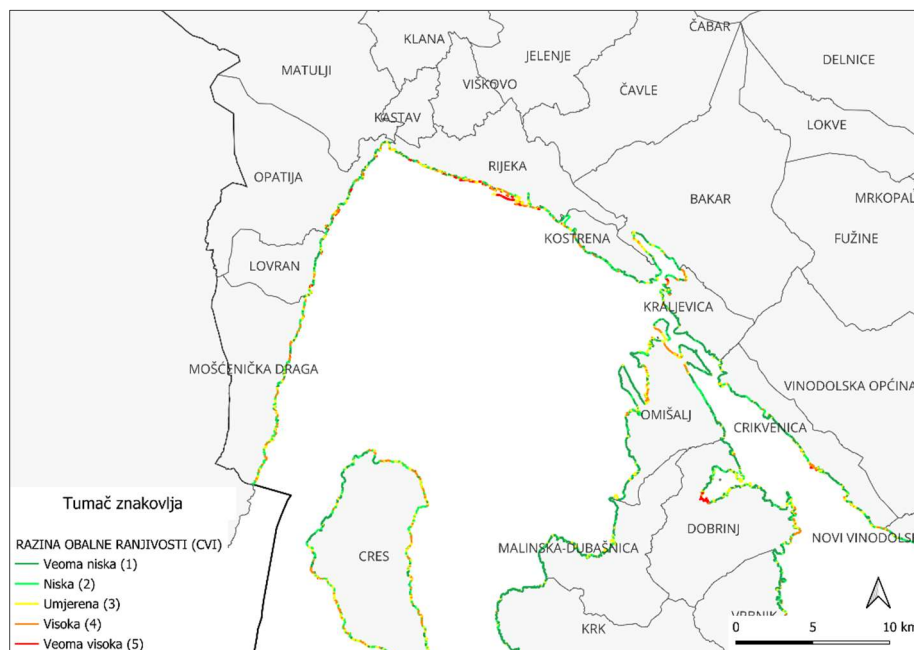 ČABAR
KLANA
JELENJE
DELNICE
MATULJI
VIŠKOVO
ČAVLE
KASTAV
LOKVE
RIJEKA
OPATIJA
BAKAR
MRKOPAL
FUŽINE
KOSTRENA
LOVRAN
KRALJEVICA
MOŠĆENIČKA DRAGA
VINODOLSKA OPĆINA
OMIŠALJ
CRIKVENICA
Tumač znakovlja
DOBRINJ
NOVI VINODOLSK
RAZINA OBALNE RANJIVOSTI (CVI)
MALINSKA-DUBAŠNICA
CRES
Veoma niska (1)
Niska (2)
Umjerena (3)
VRBNIK
KRK
Visoka (4)
Veoma visoka (5)
0 5 10 km